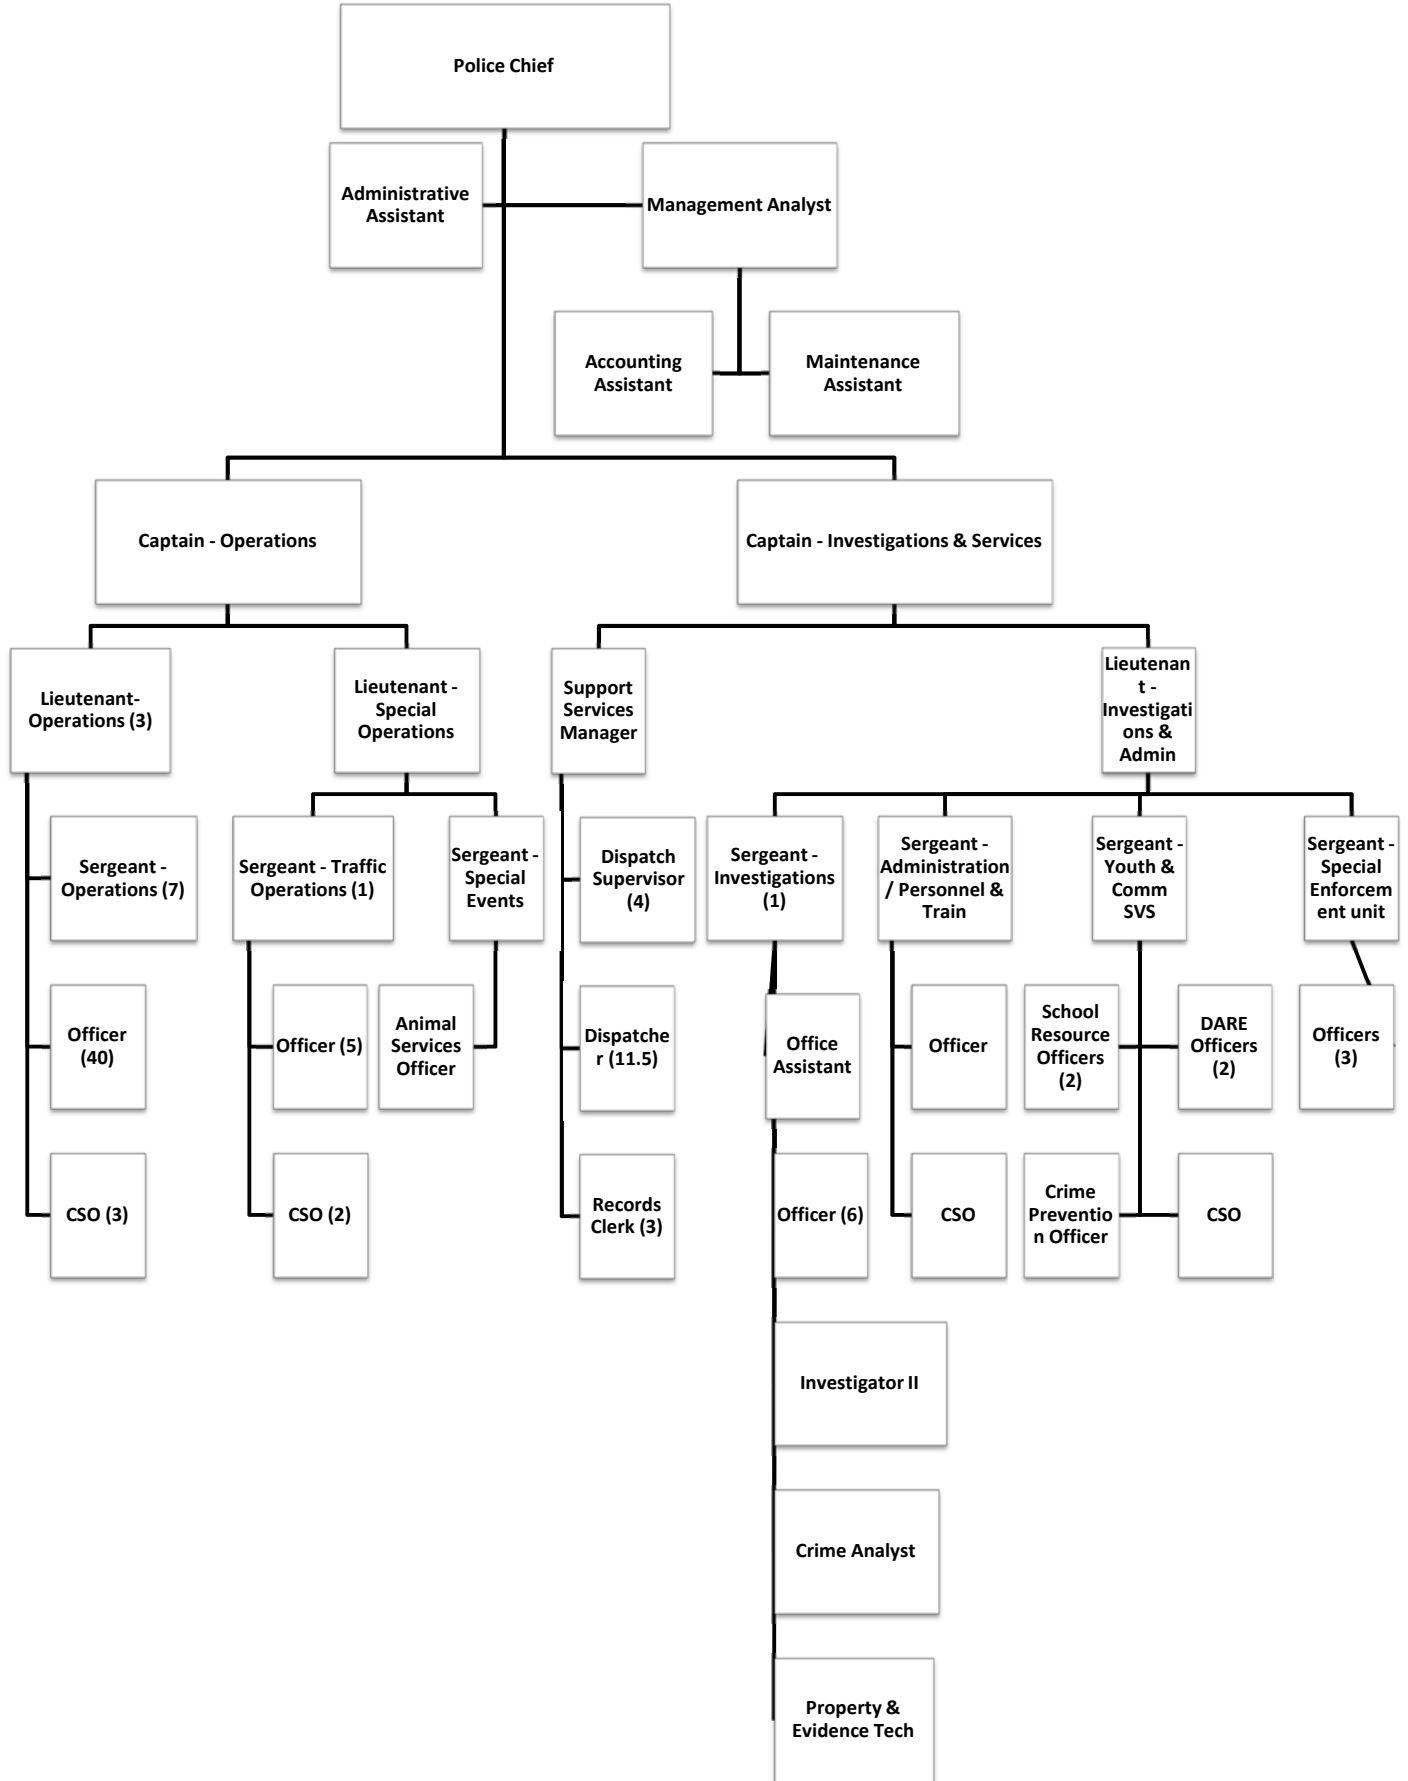 Police Chief
Administrative
Assistant
Management Analyst
Accounting
Assistant
Maintenance
Assistant
Captain - Operations
Captain - Investigations & Services
Lieutenant-
Operations (3)
Lieutenant -
Special
Operations
Support
Services
Manager
Lieutenan
t -
Investigati
ons &
Admin
Sergeant -
Operations (7)
Sergeant - Traffic
Operations (1)
Sergeant -
Special
Events
Dispatch
Supervisor
(4)
Sergeant -
Investigations
(1)
Sergeant -
Administration
/ Personnel &
Train
Sergeant -
Youth &
Comm
SVS
Sergeant -
Special
Enforcem
ent unit
Officer
(40)
Officer (5)
Animal
Services
Officer
Dispatche
r (11.5)
Office
Assistant
Officer
School
Resource
Officers
(2)
DARE
Officers
(2)
Officers
(3)
CSO (3)
CSO (2)
Records
Clerk (3)
Officer (6)
CSO
Crime
Preventio
n Officer
CSO
Investigator II
Crime Analyst
Property &
Evidence Tech